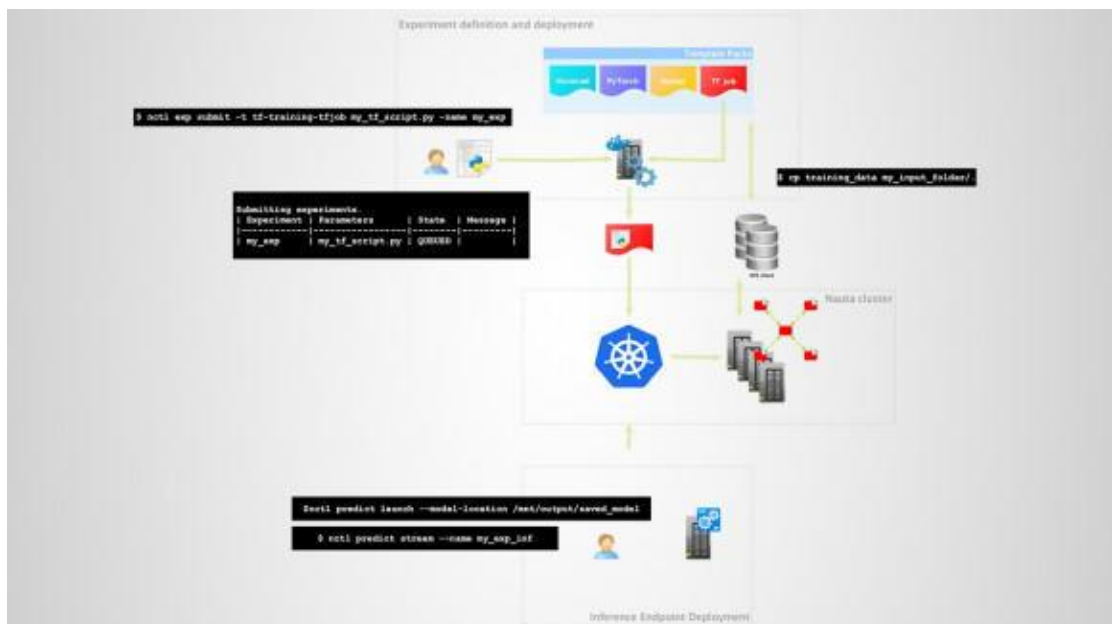 Experiment definition and deployment
Template Packs
PyTorch
TF job
$ nctl exp submit -t tf-training-tfjob my_tf_script.py -name my_exp
$ cp training_data my_input_folder/.
Submitting experiments.
| Experiment | Parameters | State | Message |
| my_exp | my_tf_script.py | QUEUED | |
Nauta cluster
$nctl predict launch --model-location /mnt/output/saved_model
$ nctl predict stream --name my_exp_inf
Inference Endpoint Deployment